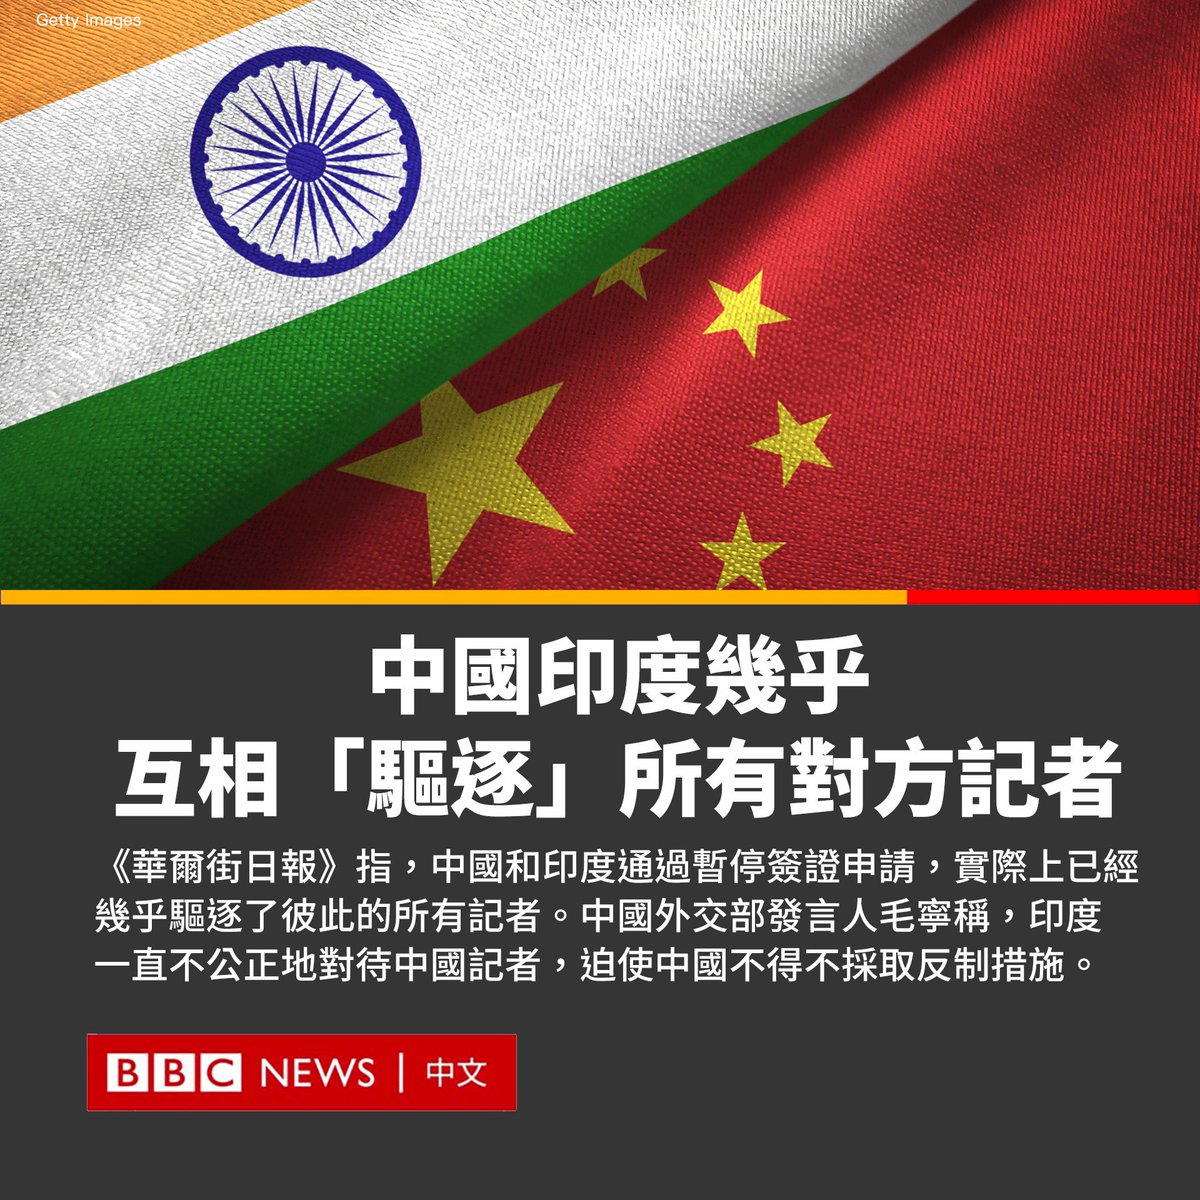 Getty Images
中國印度幾乎
互相「驅逐」所有對方記者
《華爾街日報》指，中國和印度通過暫停簽證申請，實際上已經
幾乎驅逐了彼此的所有記者。中國外交部發言人毛寧稱，印度
一直不公正地對待中國記者，迫使中國不得不採取反制措施。
BBC NEWS | 中文